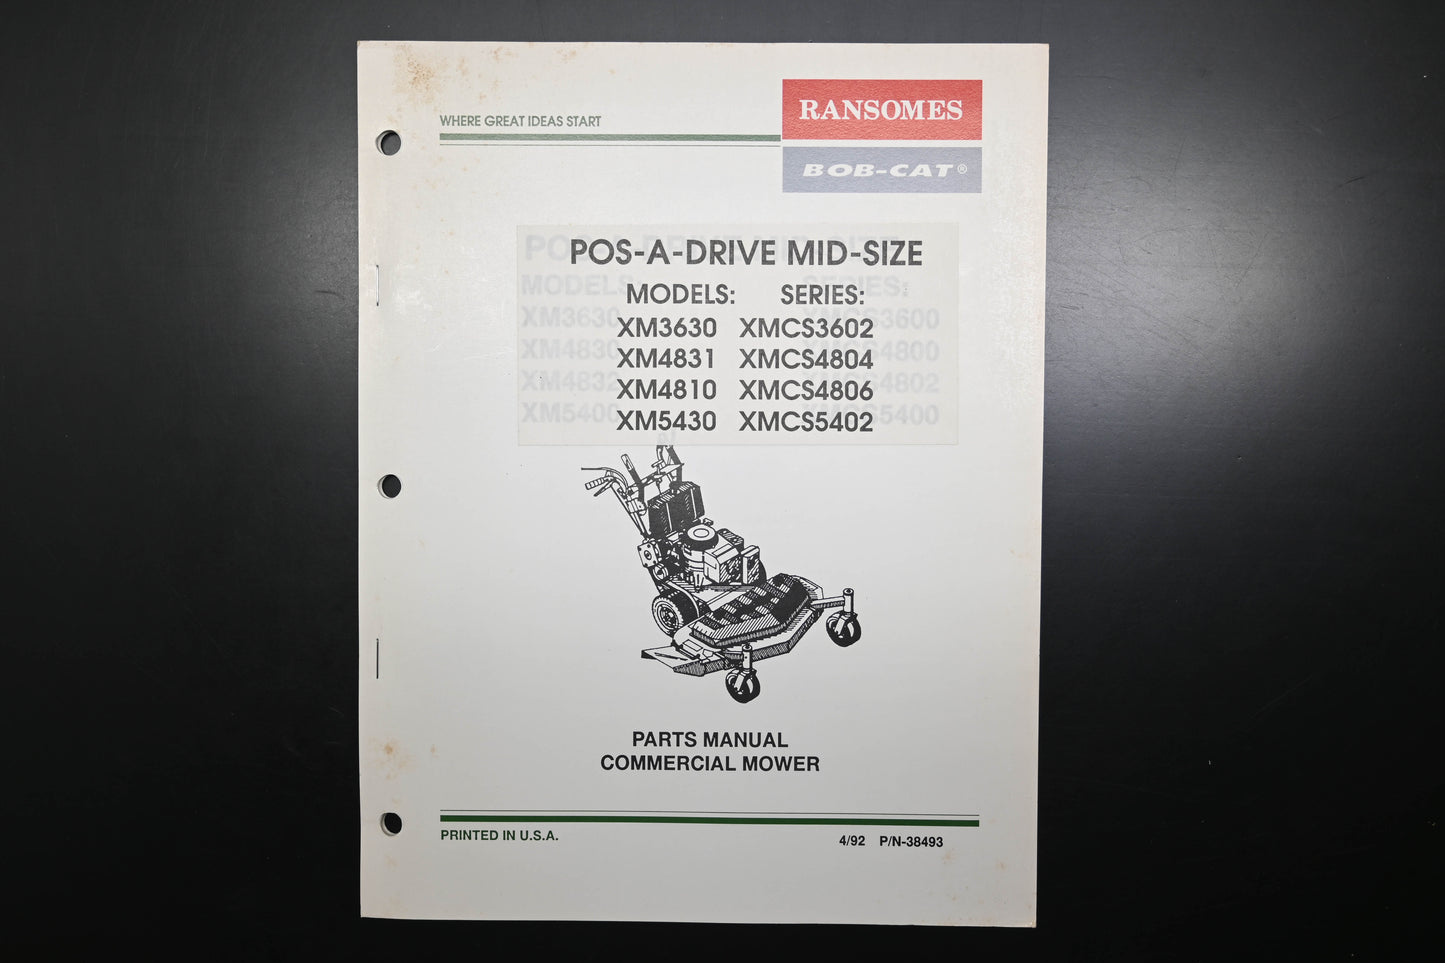 WHERE GREAT IDEAS START
RANSOMES
BOB-CAT®
POS-A-DRIVE MID-SIZE
MODELS: SERIES:
XM3630 XMCS3602
XM4831 XMCS4804
XM4810 XMCS4806
XM5430 XMCS5402
PARTS MANUAL
COMMERCIAL MOWER
PRINTED IN U.S.A.
4/92 P/N-38493